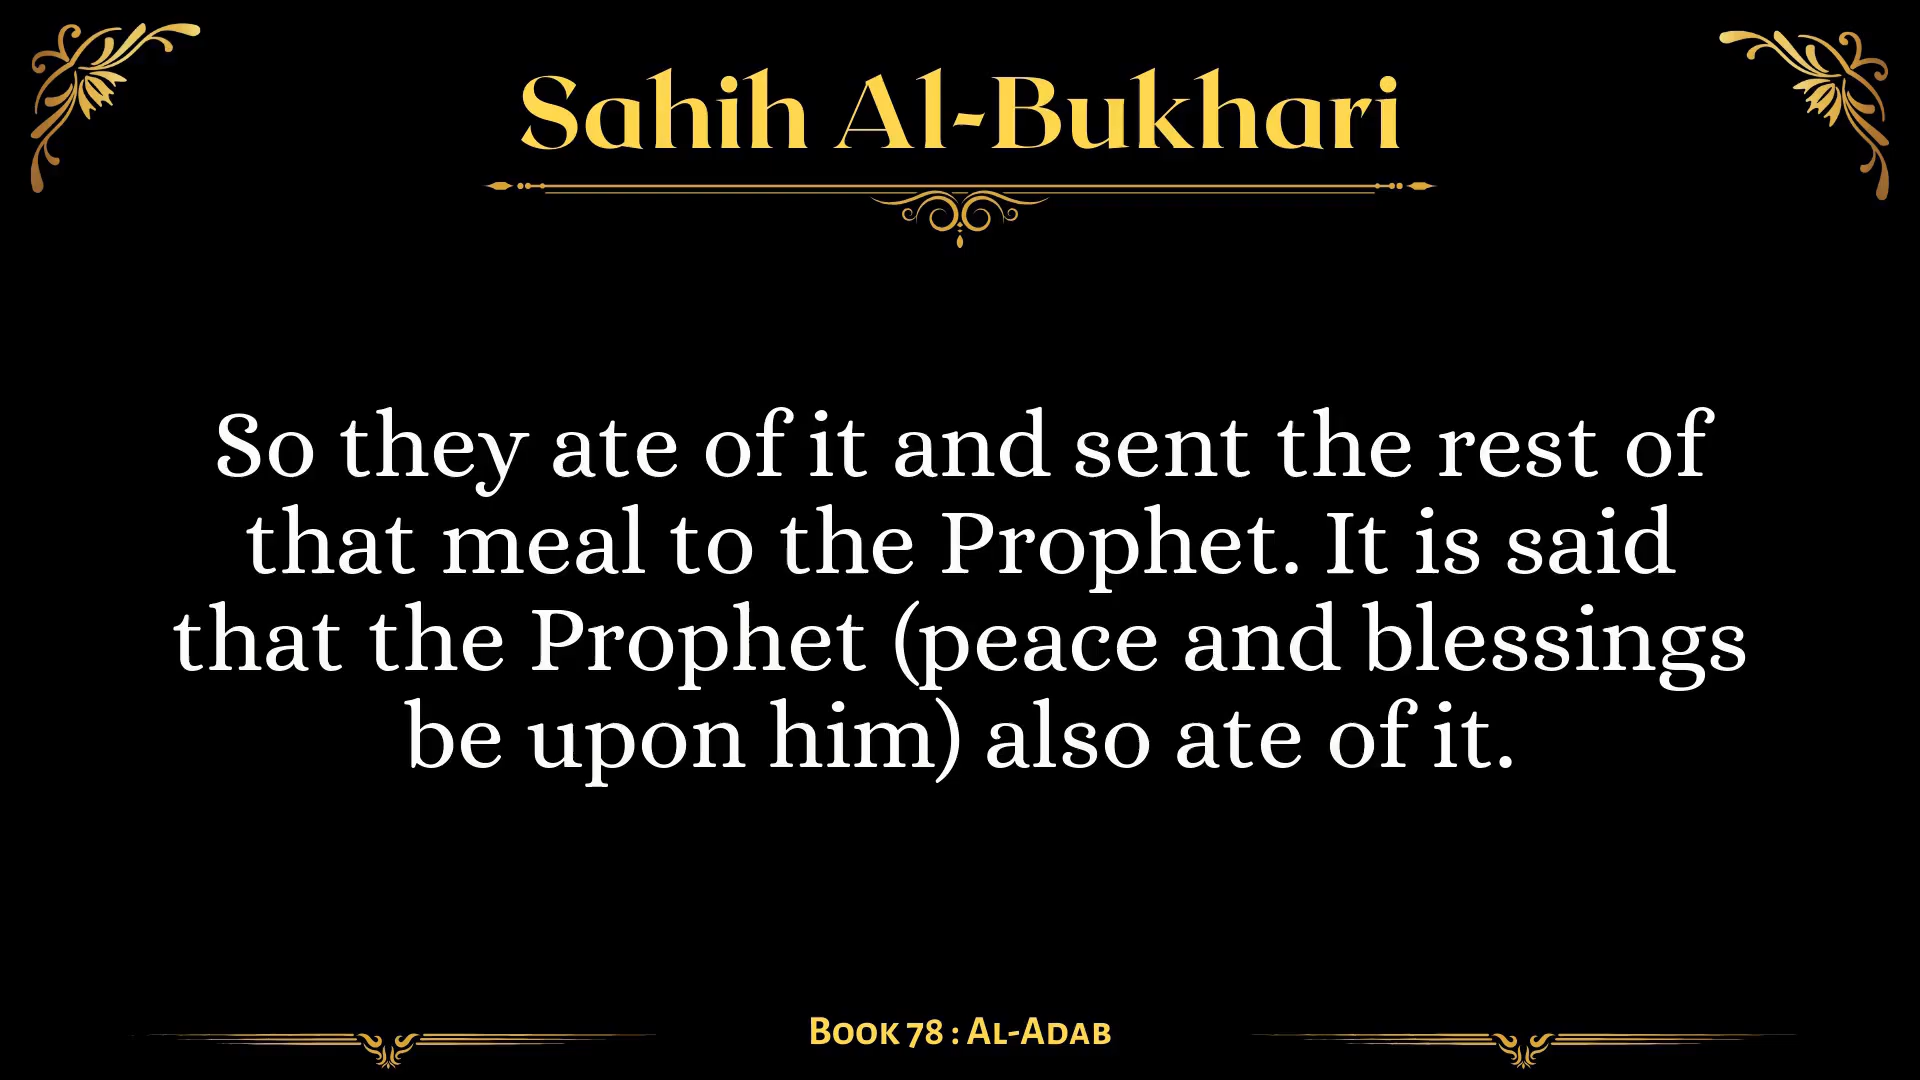 Sahih Al-Bukhari
So they ate of it and sent the rest of
that meal to the Prophet. It is said
that the Prophet (peace and blessings
be upon him) also ate of it.
Book 78 : Al-Adab